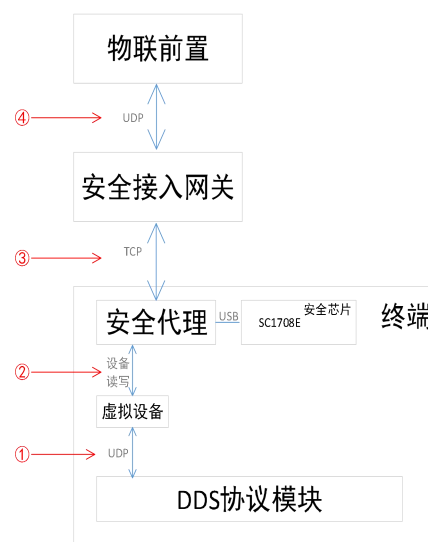 物联前置
④
UDP
安全接入网关
③
TCP
安全代理
USB
安全芯片
SC1708E
终端
②
设备
读写
虚拟设备
①
UDP
DDS协议模块